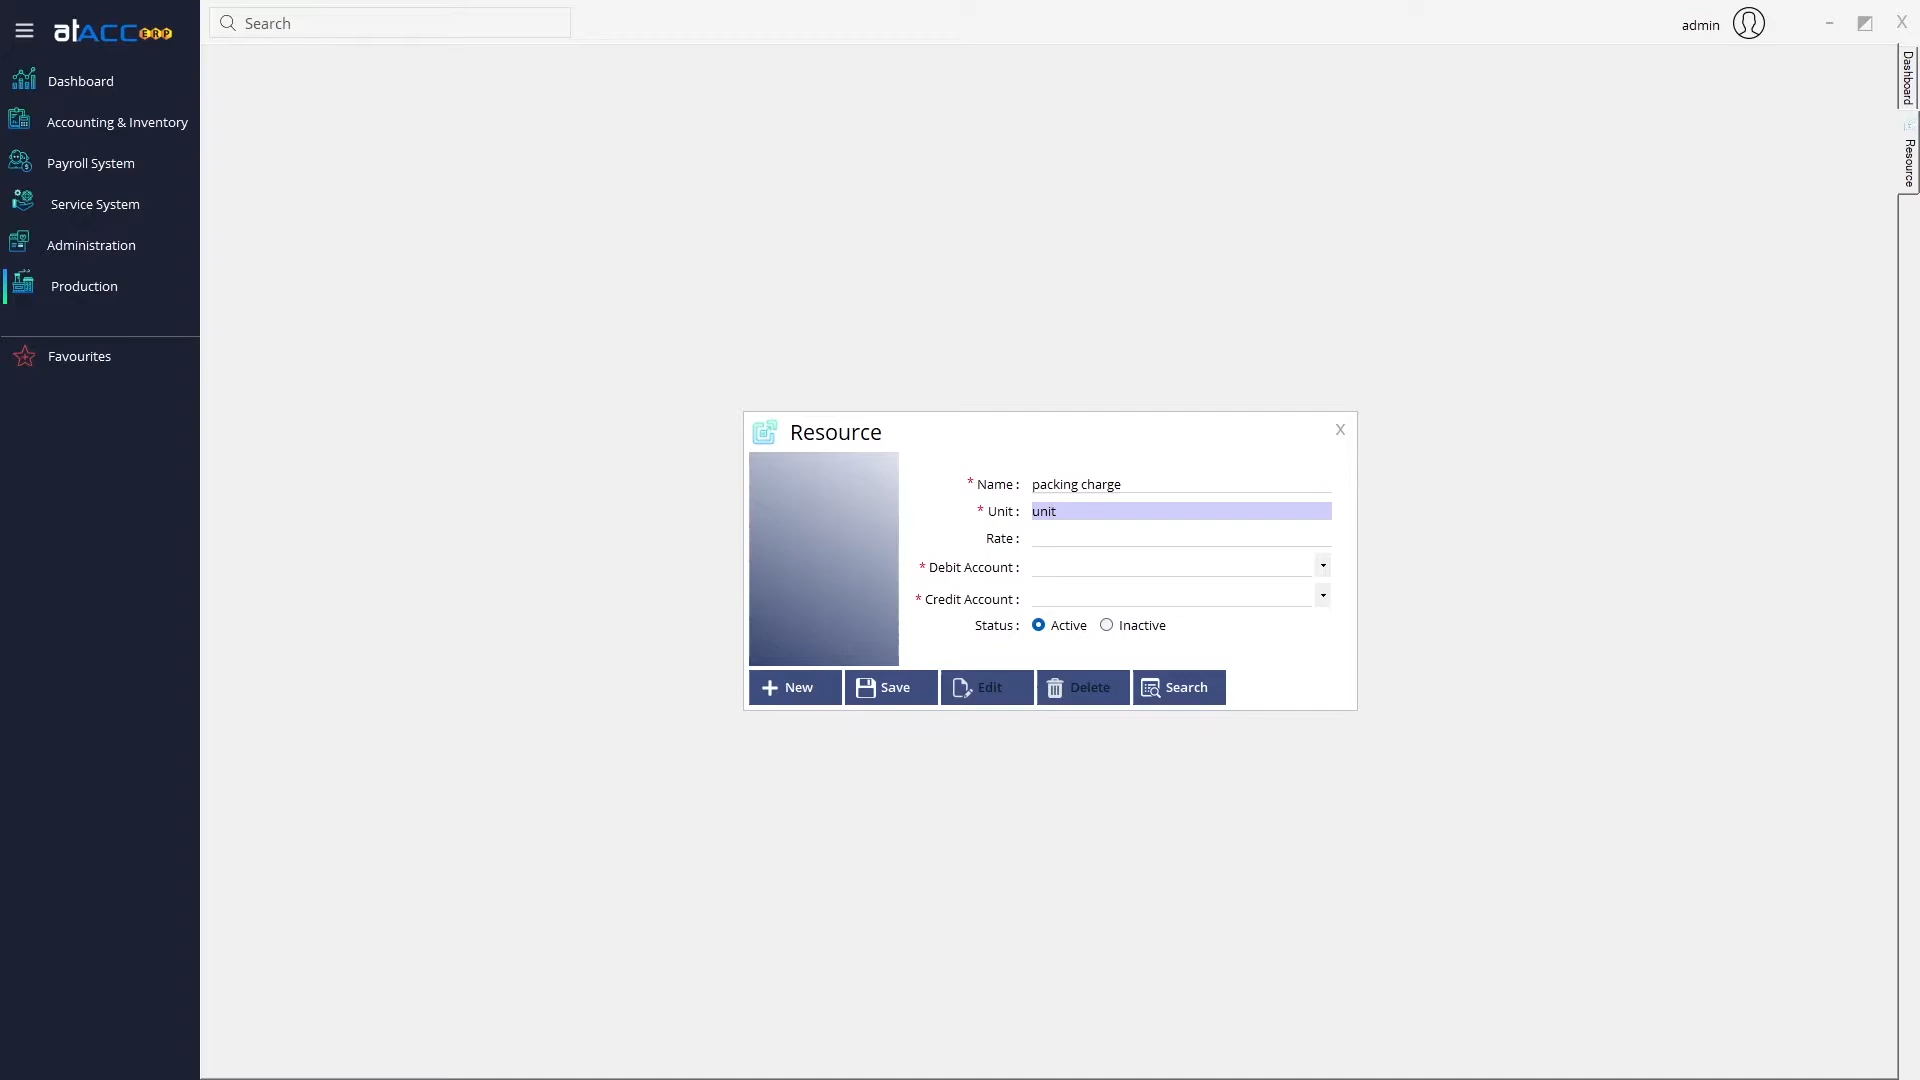 atACC ERP
Search
admin
X
Dashboard
Accounting & Inventory
Payroll System
Service System
Administration
Production
Favourites
Dashboard
Resource
Resource
X
* Name : packing charge
* Unit : unit
Rate :
* Debit Account :
* Credit Account :
Status : Active Inactive
New Save Edit Delete Search